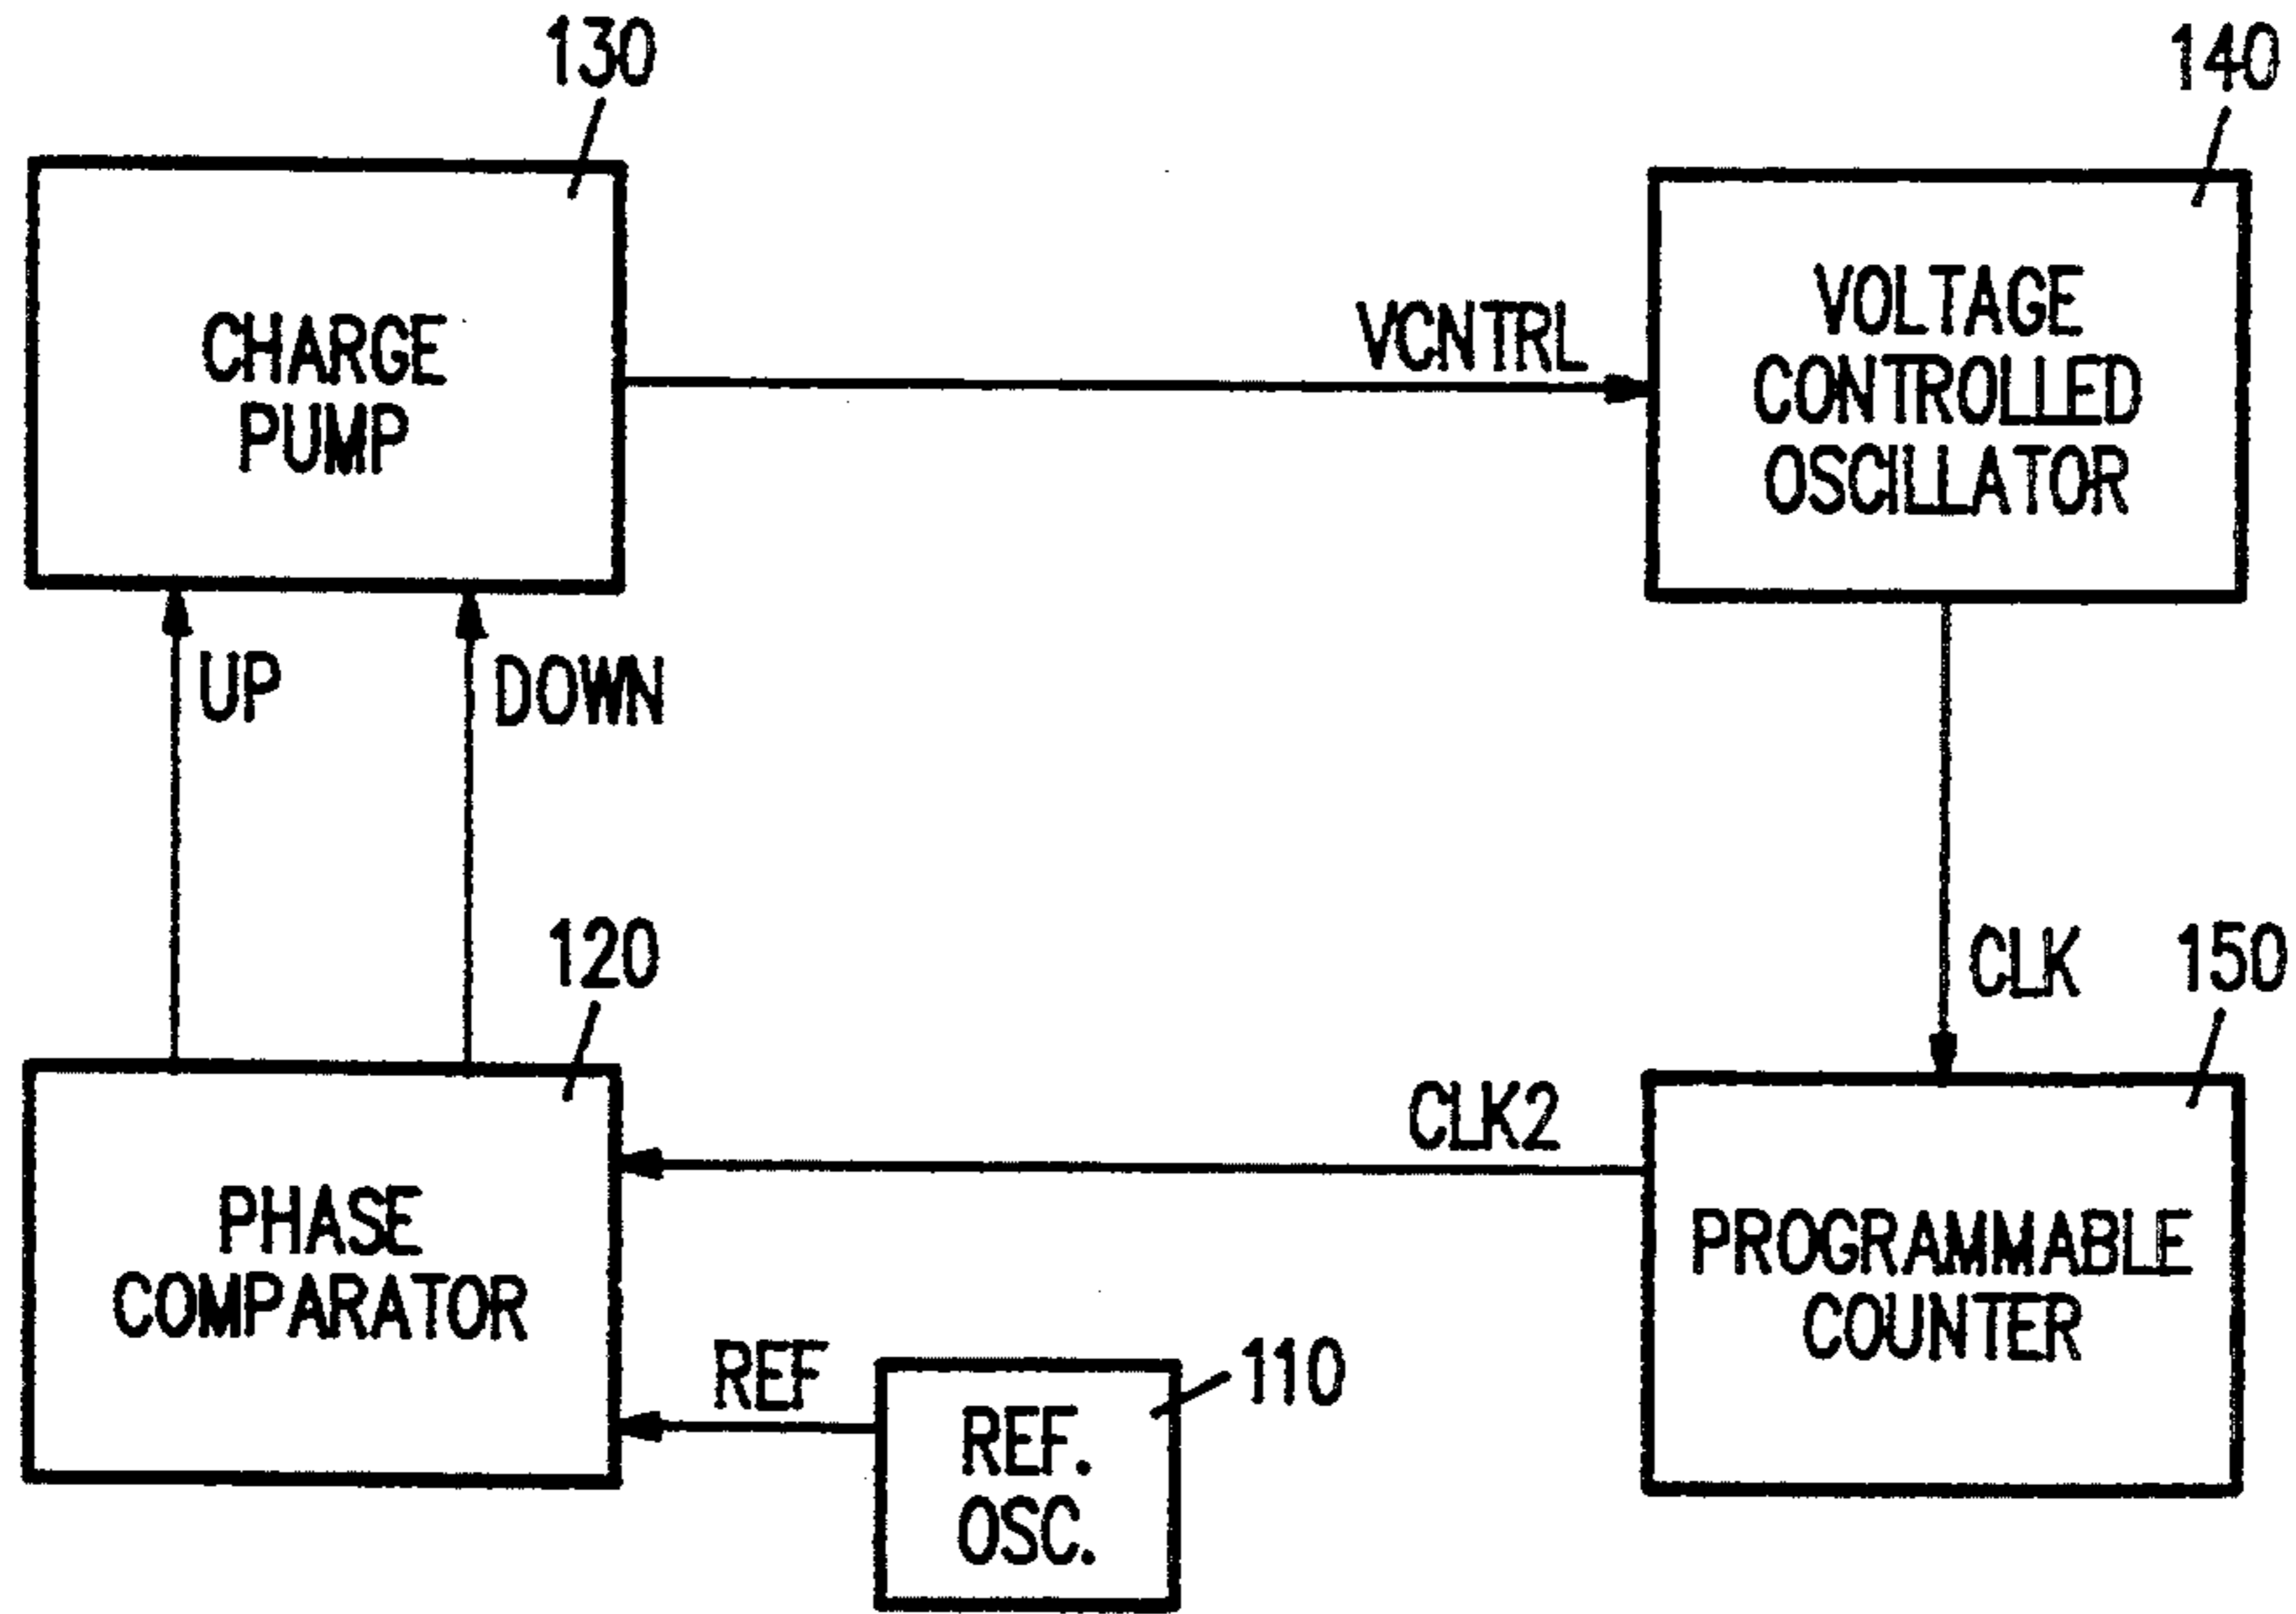 130
140
CHARGE
PUMP
VCNTRL
VOLTAGE
CONTROLLED
OSCILLATOR
UP
DOWN
120
CLK
150
CLK2
PHASE
COMPARATOR
PROGRAMMABLE
COUNTER
REF
110
REF.
OSC.